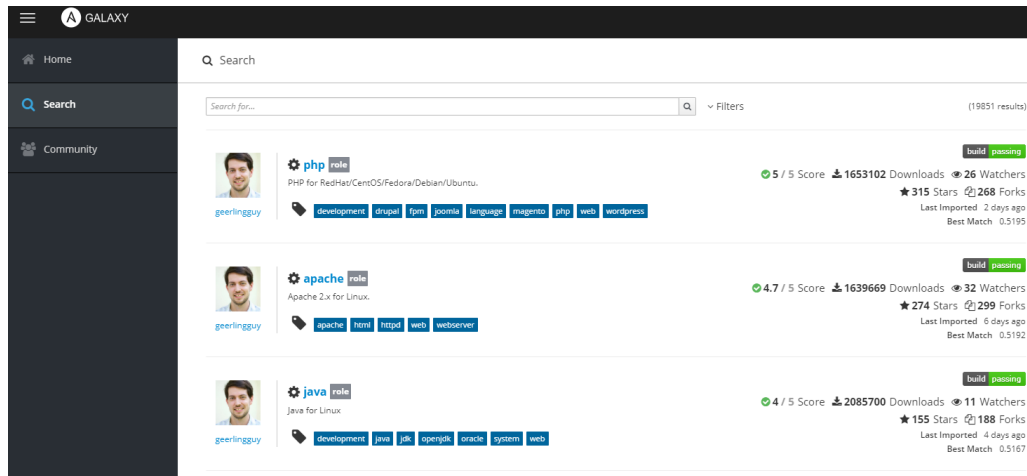 GALAXY
Home
Search
Community
Search
Search for...
Filters
(19851 results)
build passing
php role
5 / 5 Score 1653102 Downloads 26 Watchers
PHP for RedHat/CentOS/Fedora/Debian/Ubuntu.
315 Stars 268 Forks
geerlingguy
development drupal fpm joomla language magento php web wordpress
Last Imported 2 days ago
Best Match 0.5195
build passing
apache role
4.7 / 5 Score 1639669 Downloads 32 Watchers
Apache 2.x for Linux.
274 Stars 299 Forks
geerlingguy
apache html httpd web webserver
Last Imported 6 days ago
Best Match 0.5192
build passing
java role
4 / 5 Score 2085700 Downloads 11 Watchers
Java for Linux
155 Stars 188 Forks
geerlingguy
development java jdk openjdk oracle system web
Last Imported 4 days ago
Best Match 0.5167